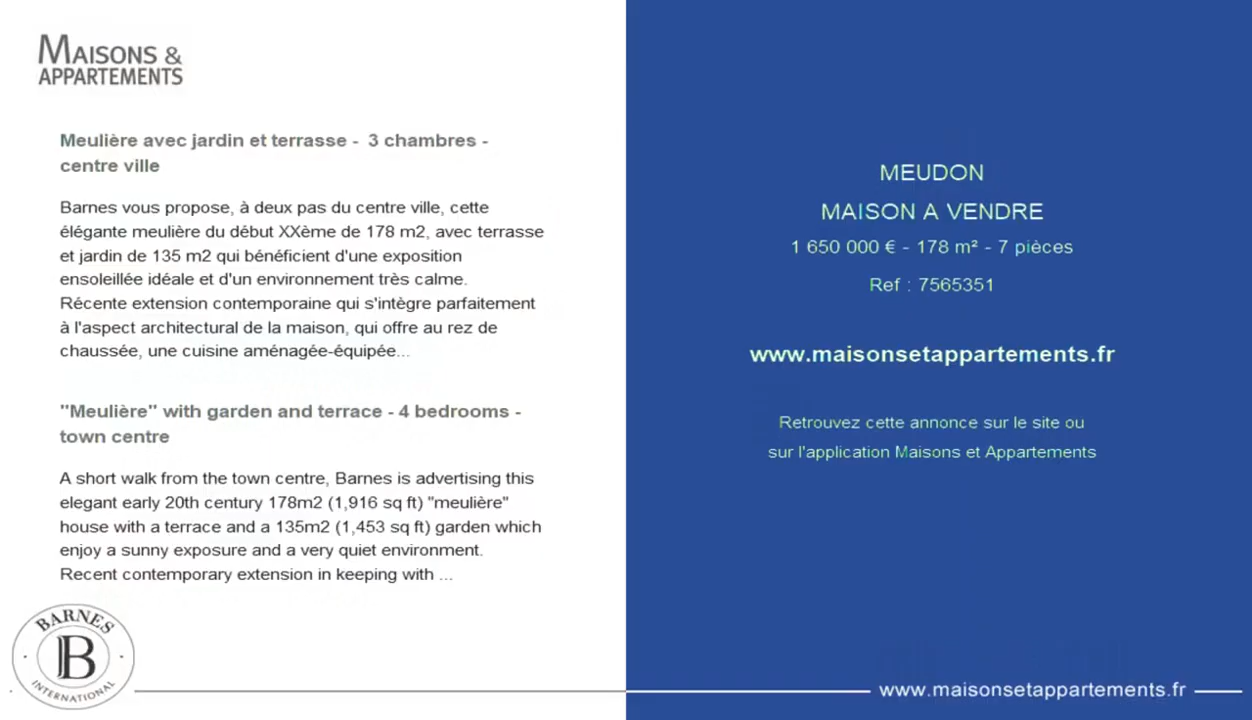 MAISONS &
APPARTEMENTS
Meulière avec jardin et terrasse - 3 chambres -
centre ville
Barnes vous propose, à deux pas du centre ville, cette
élégante meulière du début XXème de 178 m2, avec terrasse
et jardin de 135 m2 qui bénéficient d'une exposition
ensoleillée idéale et d'un environnement très calme.
Récente extension contemporaine qui s'intègre parfaitement
à l'aspect architectural de la maison, qui offre au rez de
chaussée, une cuisine aménagée-équipée...
"Meulière" with garden and terrace - 4 bedrooms -
town centre
A short walk from the town centre, Barnes is advertising this
elegant early 20th century 178m2 (1,916 sq ft) "meulière"
house with a terrace and a 135m2 (1,453 sq ft) garden which
enjoy a sunny exposure and a very quiet environment.
Recent contemporary extension in keeping with ...
BARNES
B
INTERNATIONAL
MEUDON
MAISON A VENDRE
1 650 000 € - 178 m² - 7 pièces
Ref : 7565351
www.maisonsetappartements.fr
Retrouvez cette annonce sur le site ou
sur l'application Maisons et Appartements
www.maisonsetappartements.fr